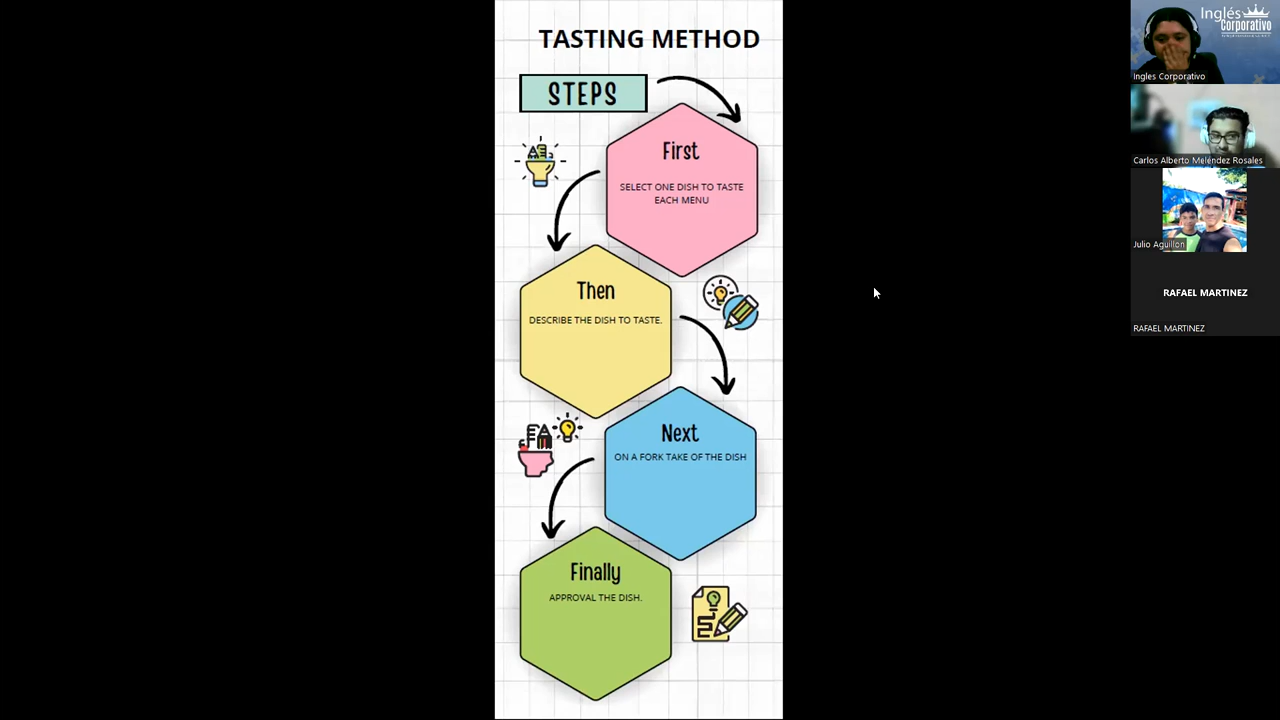 TASTING METHOD
STEPS
First
SELECT ONE DISH TO TASTE
EACH MENU
Then
DESCRIBE THE DISH TO TASTE.
Next
ON A FORK TAKE OF THE DISH
Finally
APPROVAL THE DISH.
Inglés
Corporativo
Ingles Corporativo
Carlos Alberto Meléndez Rosales
Julio Aguillon
RAFAEL MARTINEZ
RAFAEL MARTINEZ